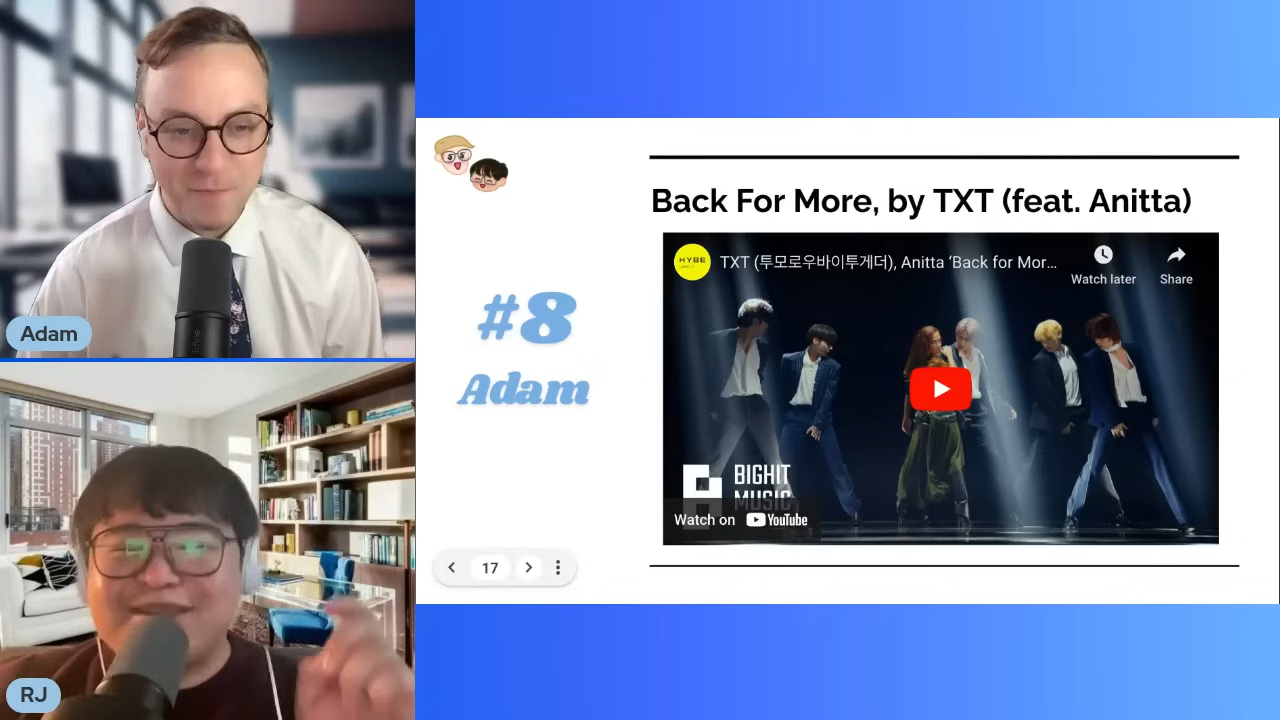 Adam
RJ
#8
Adam
17
Back For More, by TXT (feat. Anitta)
HYBE
TXT (투모로우바이투게더), Anitta ‘Back for Mor...
Watch later
Share
BIGHIT
MUSIC
Watch on YouTube